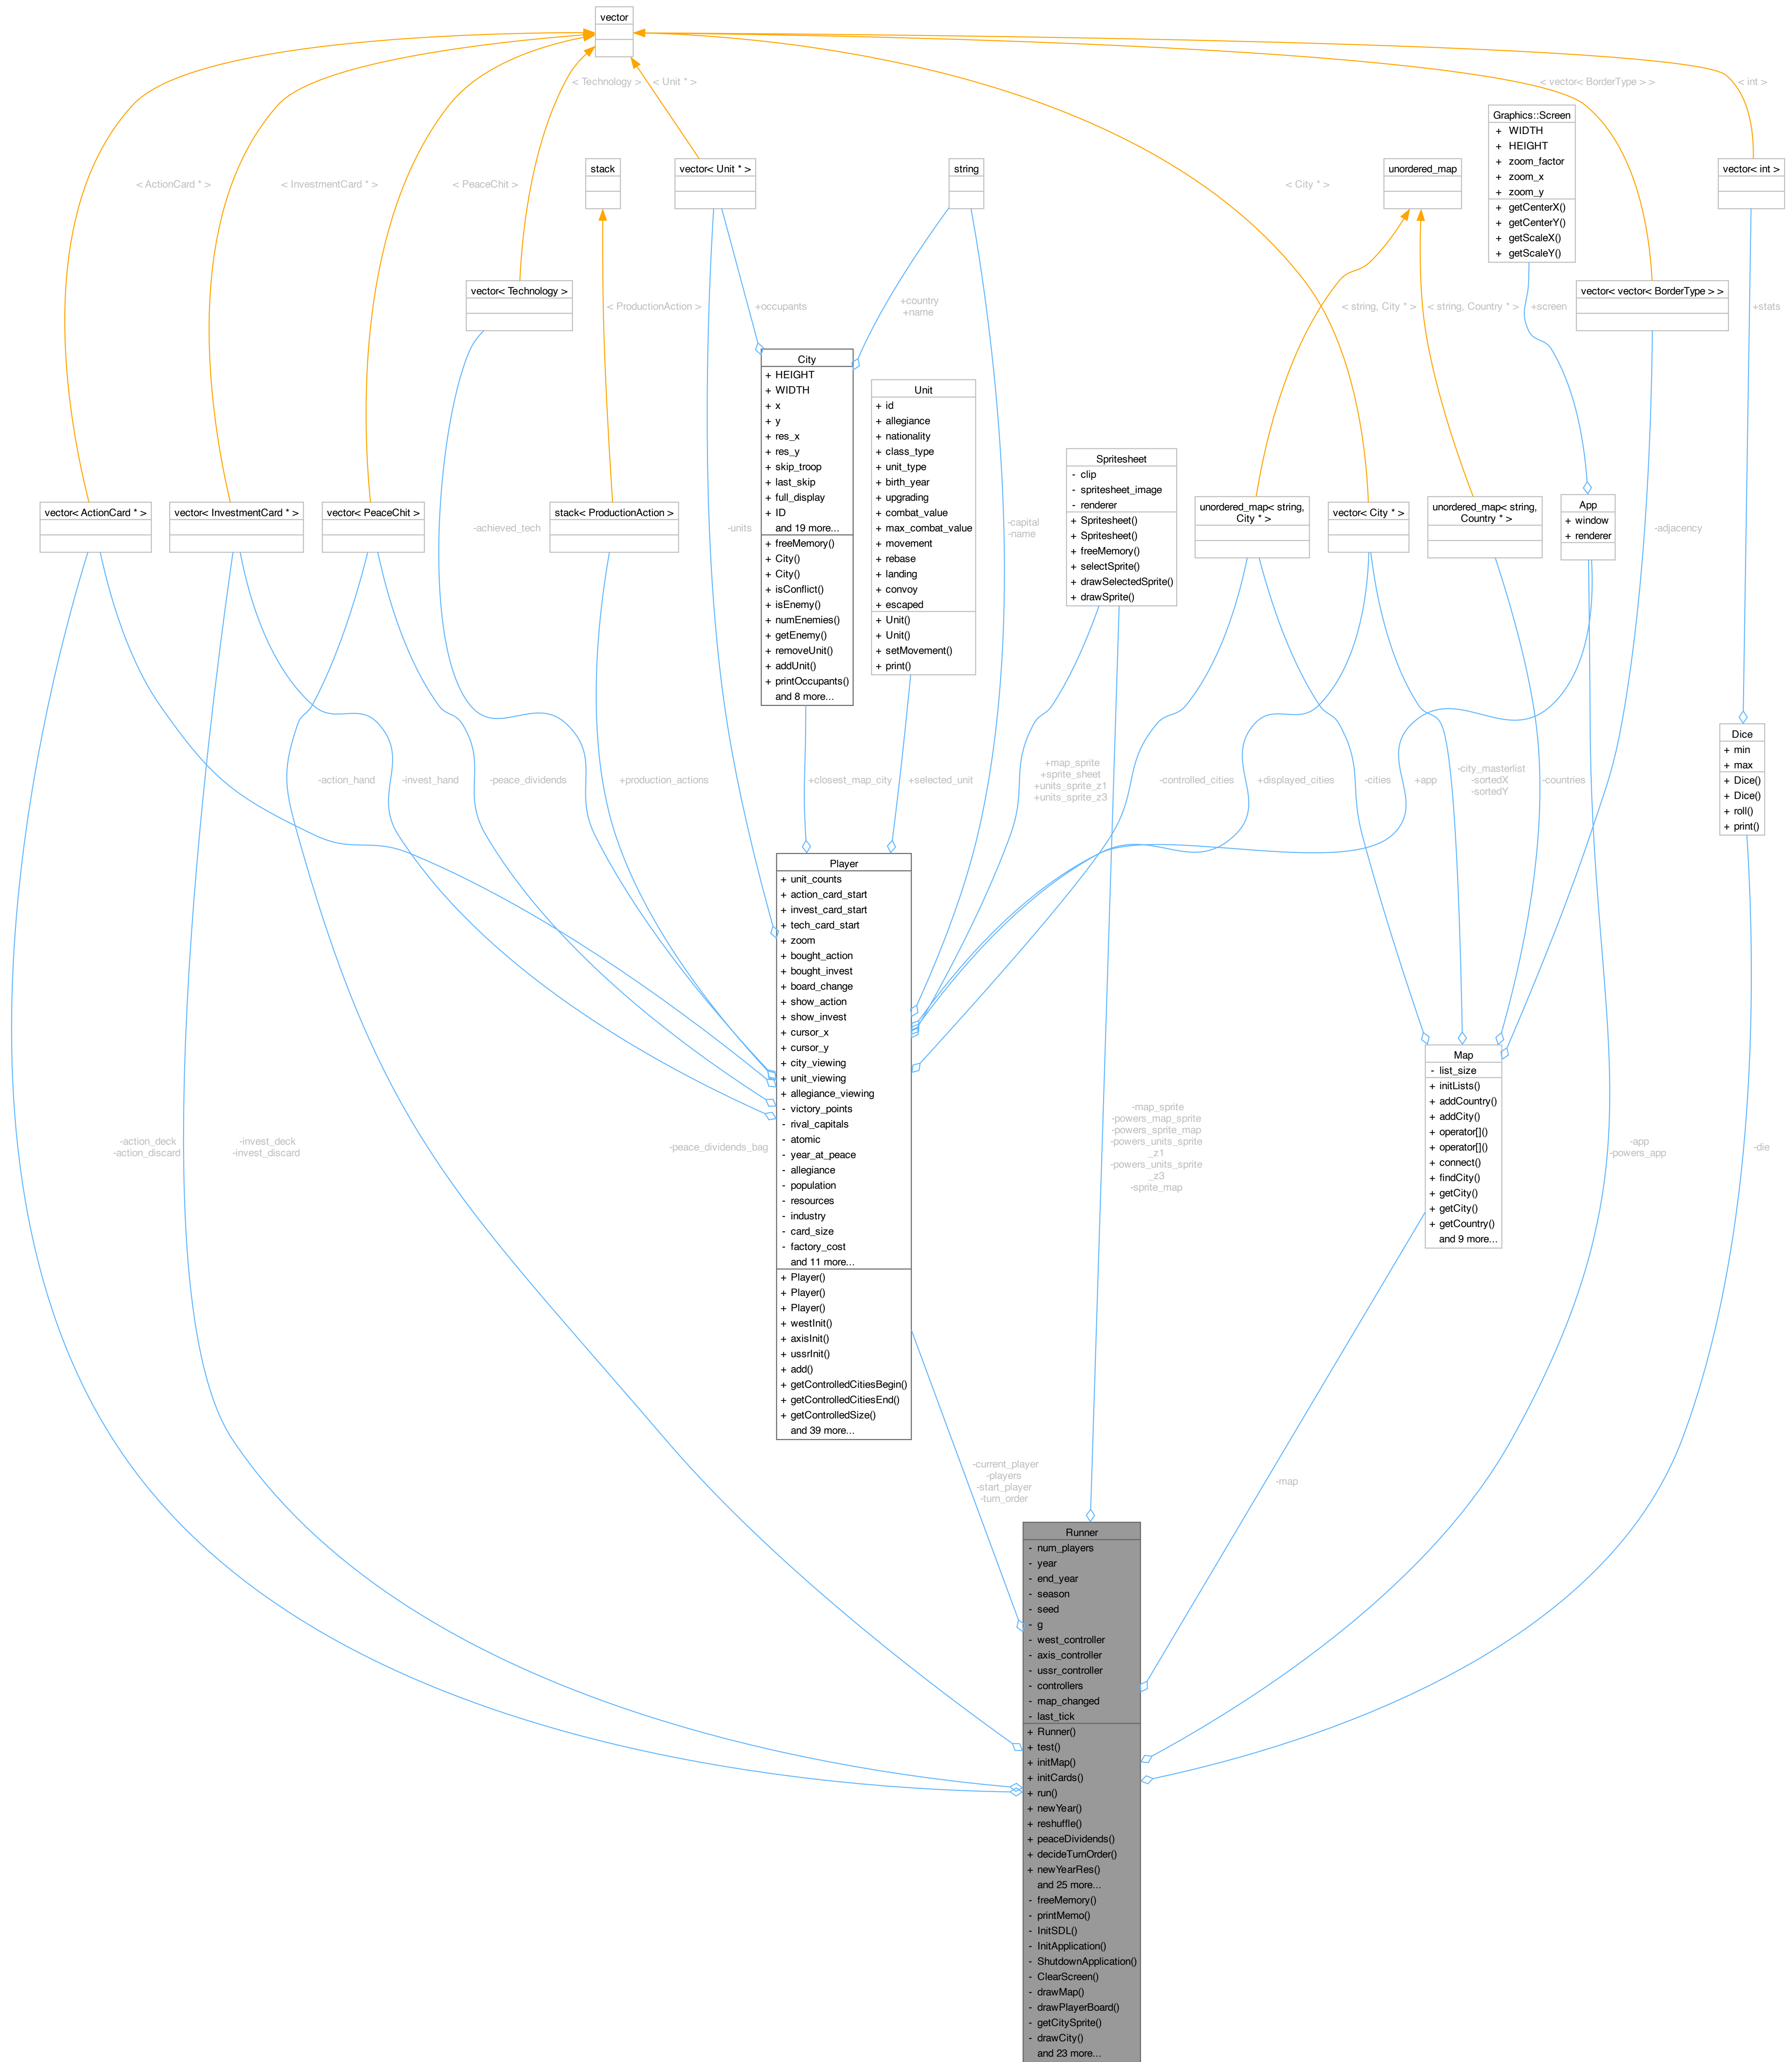 vector
< Technology >
< Unit * >
< vector< BorderType > >
< int >
Graphics::Screen
+ WIDTH
+ HEIGHT
+ zoom_factor
+ zoom_x
+ zoom_y
+ getCenterX()
+ getCenterY()
+ getScaleX()
+ getScaleY()
stack
vector< Unit * >
string
unordered_map
vector< int >
< ActionCard * >
< InvestmentCard * >
< PeaceChit >
< City * >
vector< Technology >
vector< vector< BorderType > >
< ProductionAction >
+occupants
+country
+name
< string, City * >
< string, Country * >
+screen
+stats
City
+ HEIGHT
+ WIDTH
+ x
+ y
+ res_x
+ res_y
+ skip_troop
+ last_skip
+ full_display
+ ID
and 19 more...
+ freeMemory()
+ City()
+ City()
+ isConflict()
+ isEnemy()
+ numEnemies()
+ getEnemy()
+ removeUnit()
+ addUnit()
+ printOccupants()
and 8 more...
Unit
+ id
+ allegiance
+ nationality
+ class_type
+ unit_type
+ birth_year
+ upgrading
+ combat_value
+ max_combat_value
+ movement
+ rebase
+ landing
+ convoy
+ escaped
+ Unit()
+ Unit()
+ setMovement()
+ print()
Spritesheet
- clip
- spritesheet_image
- renderer
+ Spritesheet()
+ Spritesheet()
+ freeMemory()
+ selectSprite()
+ drawSelectedSprite()
+ drawSprite()
vector< ActionCard * >
vector< InvestmentCard * >
vector< PeaceChit >
-achieved_tech
stack< ProductionAction >
-units
-capital
-name
unordered_map< string,
City * >
vector< City * >
unordered_map< string,
Country * >
App
+ window
+ renderer
-adjacency
Dice
+ min
+ max
+ Dice()
+ Dice()
+ roll()
+ print()
-action_hand
-invest_hand
-peace_dividends
+production_actions
+closest_map_city
+selected_unit
+map_sprite
+sprite_sheet
+units_sprite_z1
+units_sprite_z3
-controlled_cities
+displayed_cities
-cities
+app
-city_masterlist
-sortedX
-sortedY
-countries
Player
+ unit_counts
+ action_card_start
+ invest_card_start
+ tech_card_start
+ zoom
+ bought_action
+ bought_invest
+ board_change
+ show_action
+ show_invest
+ cursor_x
+ cursor_y
+ city_viewing
+ unit_viewing
+ allegiance_viewing
- victory_points
- rival_capitals
- atomic
- year_at_peace
- allegiance
- population
- resources
- industry
- card_size
- factory_cost
and 11 more...
+ Player()
+ Player()
+ Player()
+ westInit()
+ axisInit()
+ ussrInit()
+ add()
+ getControlledCitiesBegin()
+ getControlledCitiesEnd()
+ getControlledSize()
and 39 more...
Map
- list_size
+ initLists()
+ addCountry()
+ addCity()
+ operator[]()
+ operator[]()
+ connect()
+ findCity()
+ getCity()
+ getCity()
+ getCountry()
and 9 more...
-action_deck
-action_discard
-invest_deck
-invest_discard
-peace_dividends_bag
-map_sprite
-powers_map_sprite
-powers_sprite_map
-powers_units_sprite
_z1
-powers_units_sprite
_z3
-sprite_map
-app
-powers_app
-die
-current_player
-players
-start_player
-turn_order
-map
Runner
- num_players
- year
- end_year
- season
- seed
- g
- west_controller
- axis_controller
- ussr_controller
- controllers
- map_changed
- last_tick
+ Runner()
+ test()
+ initMap()
+ initCards()
+ run()
+ newYear()
+ reshuffle()
+ peaceDividends()
+ decideTurnOrder()
+ newYearRes()
and 25 more...
- freeMemory()
- printMemo()
- InitSDL()
- InitApplication()
- ShutdownApplication()
- ClearScreen()
- drawMap()
- drawPlayerBoard()
- getCitySprite()
- drawCity()
and 23 more...